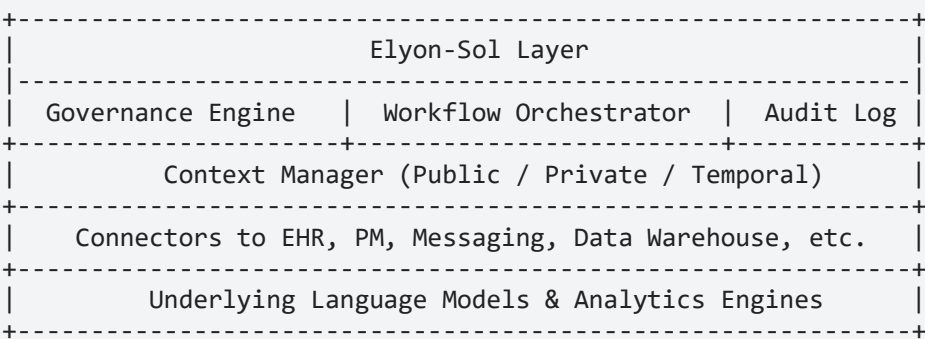 Elyon-Sol Layer
Governance Engine | Workflow Orchestrator | Audit Log
Context Manager (Public / Private / Temporal)
Connectors to EHR, PM, Messaging, Data Warehouse, etc.
Underlying Language Models & Analytics Engines